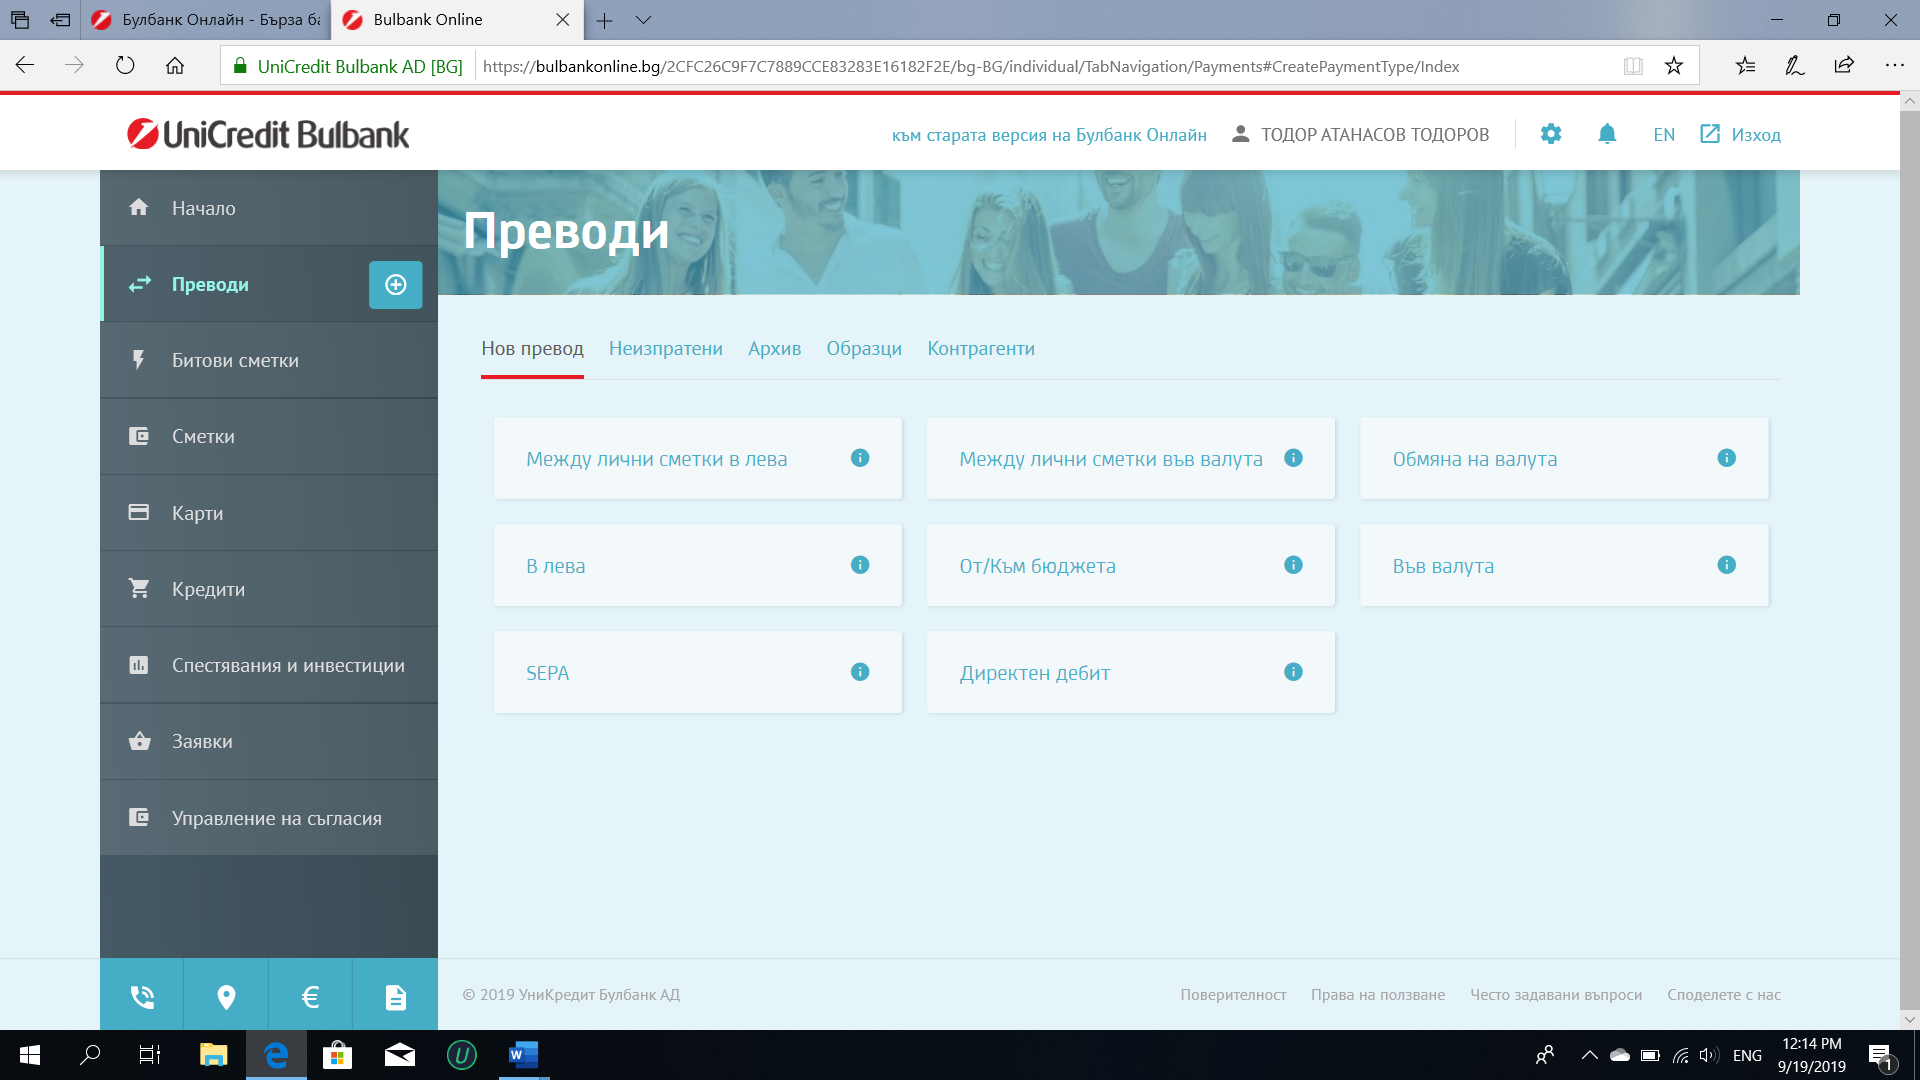 Булбанк Онлайн - Бърза ба
Bulbank Online
UniCredit Bulbank AD [BG]
https://bulbankonline.bg/2CFC26C9F7C7889CCE83283E16182F2E/bg-BG/individual/TabNavigation/Payments#CreatePaymentType/Index
UniCredit Bulbank
към старата версия на Булбанк Онлайн
ТОДОР АТАНАСОВ ТОДОРОВ
EN
Изход
Начало
Преводи
Битови сметки
Сметки
Карти
Кредити
Спестявания и инвестиции
Заявки
Управление на съгласия
Преводи
Нов превод Неизпратени Архив Образци Контрагенти
Между лични сметки в лева
Между лични сметки във валута
Обмяна на валута
В лева
От/Към бюджета
Във валута
SEPA
Директен дебит
© 2019 УниКредит Булбанк АД
Поверителност Права на ползване Често задавани въпроси Споделете с нас
ENG
12:14 PM
9/19/2019
1